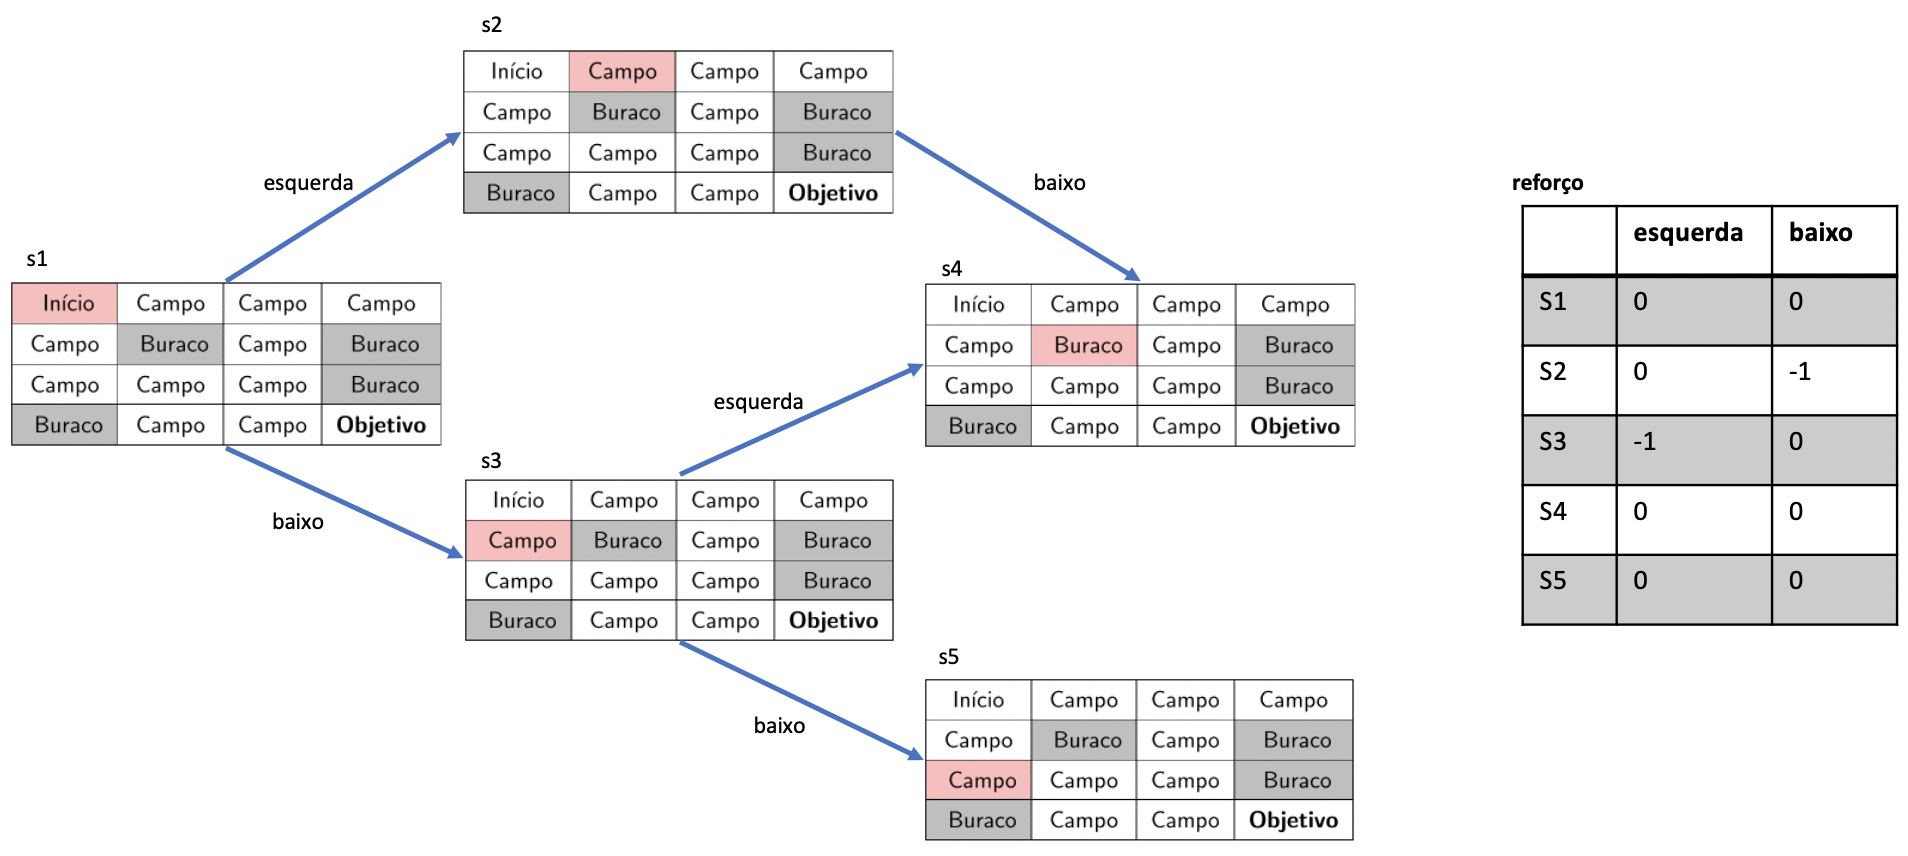 s2
Início Campo Campo Campo
Campo Buraco Campo Buraco
Campo Campo Campo Buraco
Buraco Campo Campo Objetivo
esquerda
baixo
s1
Início Campo Campo Campo
Campo Buraco Campo Buraco
Campo Campo Campo Buraco
Buraco Campo Campo Objetivo
s4
Início Campo Campo Campo
Campo Buraco Campo Buraco
Campo Campo Campo Buraco
Buraco Campo Campo Objetivo
esquerda
baixo
s3
Início Campo Campo Campo
Campo Buraco Campo Buraco
Campo Campo Campo Buraco
Buraco Campo Campo Objetivo
baixo
s5
Início Campo Campo Campo
Campo Buraco Campo Buraco
Campo Campo Campo Buraco
Buraco Campo Campo Objetivo
reforço
esquerda baixo
S1 0 0
S2 0 -1
S3 -1 0
S4 0 0
S5 0 0